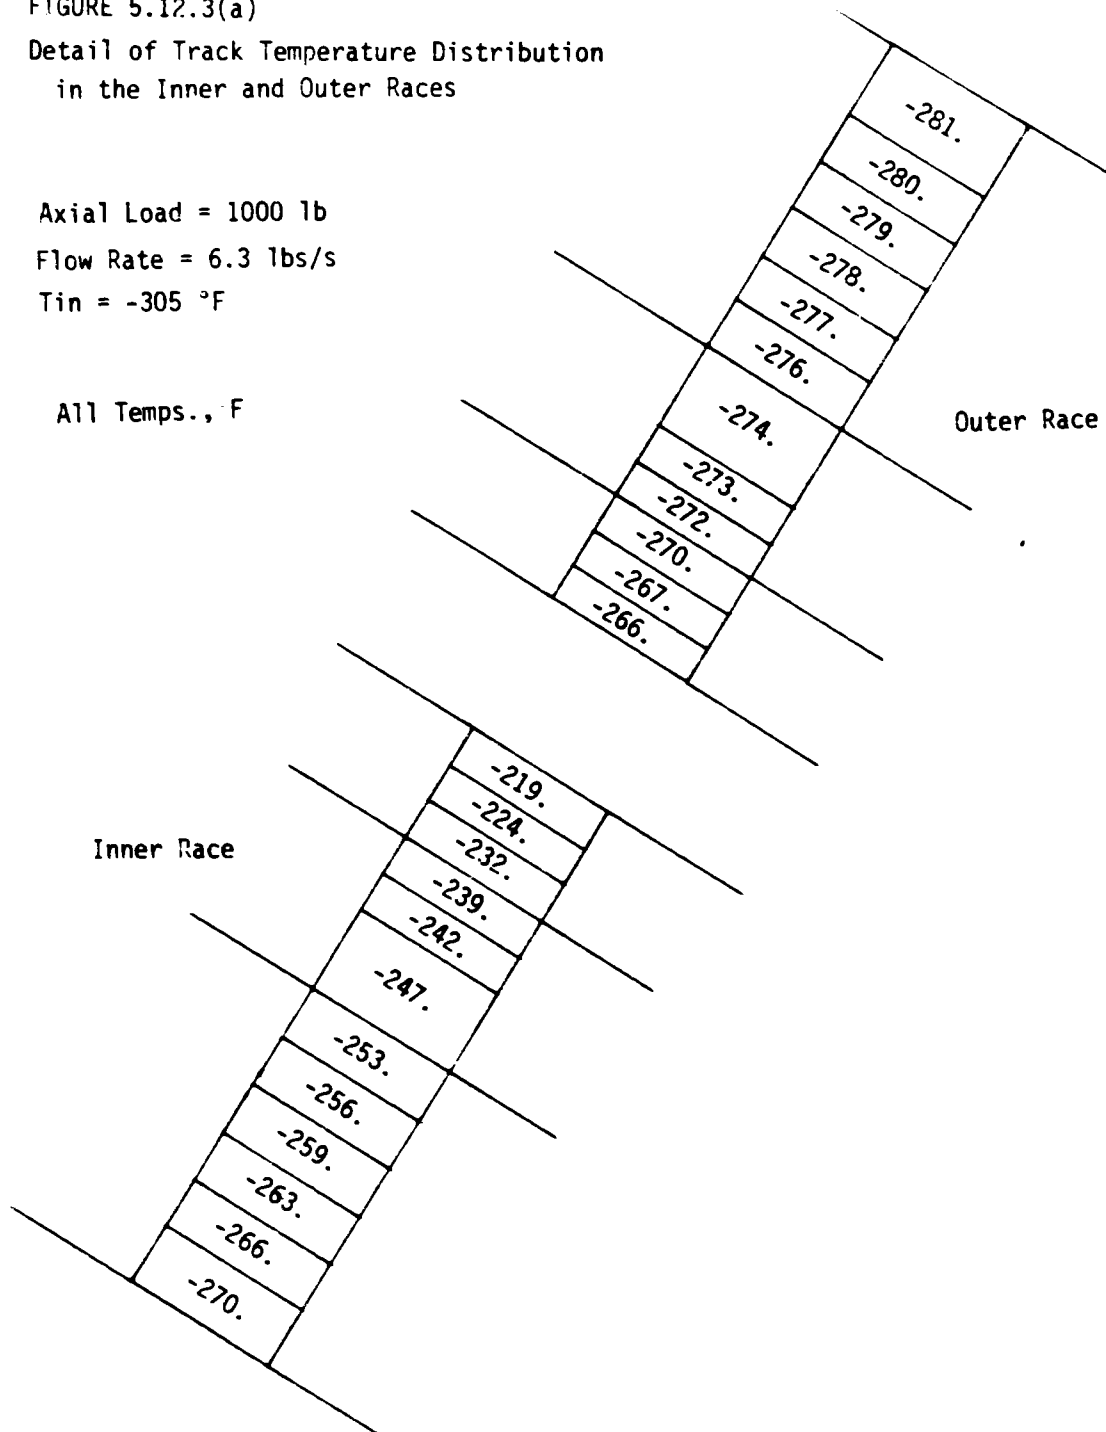 FIGURE 5.12.3(a)
Detail of Track Temperature Distribution
in the Inner and Outer Races
Axial Load = 1000 lb
Flow Rate = 6.3 lbs/s
Tin = -305 °F
All Temps., F
-281.
-280.
-279.
-278.
-277.
-276.
-274.
-273.
-272.
-270.
-267.
-266.
Outer Race
-219.
-224.
-232.
-239.
-242.
-247.
-253.
-256.
-259.
-263.
-266.
-270.
Inner Race